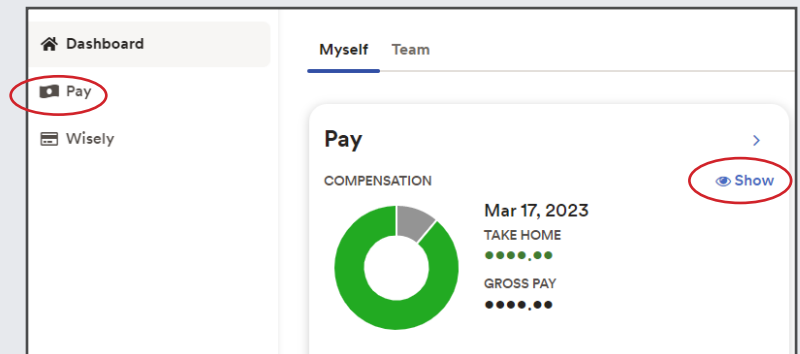 Dashboard
Pay
Wisely
Myself Team
Pay
COMPENSATION
Show
Mar 17, 2023
TAKE HOME
••••.••
GROSS PAY
••••.••